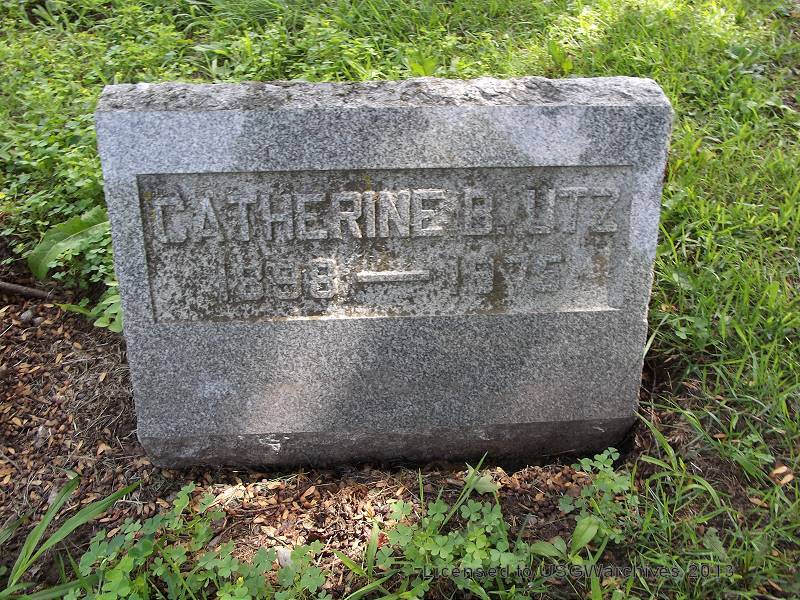 CATHERINE B. UTZ
1898 — 1975
Licensed to USGWarchives 2013